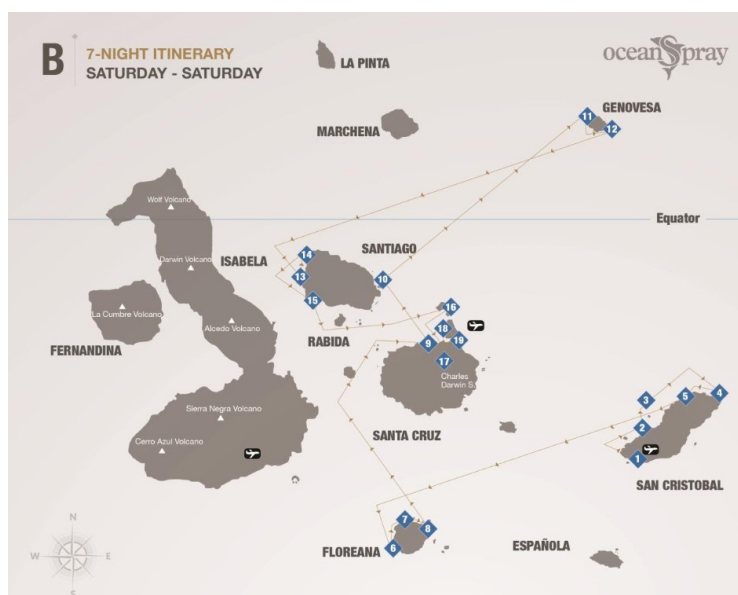 B
7-NIGHT ITINERARY
SATURDAY - SATURDAY
oceanSpray
LA PINTA
MARCHENA
GENOVESA
11
12
Wolf Volcano
Equator
Darwin Volcano
ISABELA
SANTIAGO
14
13
10
15
La Cumbre Volcano
FERNANDINA
Alcedo Volcano
RABIDA
16
18
9
19
17
Charles
Darwin S.
SANTA CRUZ
Sierra Negra Volcano
Cerro Azul Volcano
3
5
4
2
1
SAN CRISTOBAL
7
8
6
FLOREANA
ESPAÑOLA
N
W
E
S